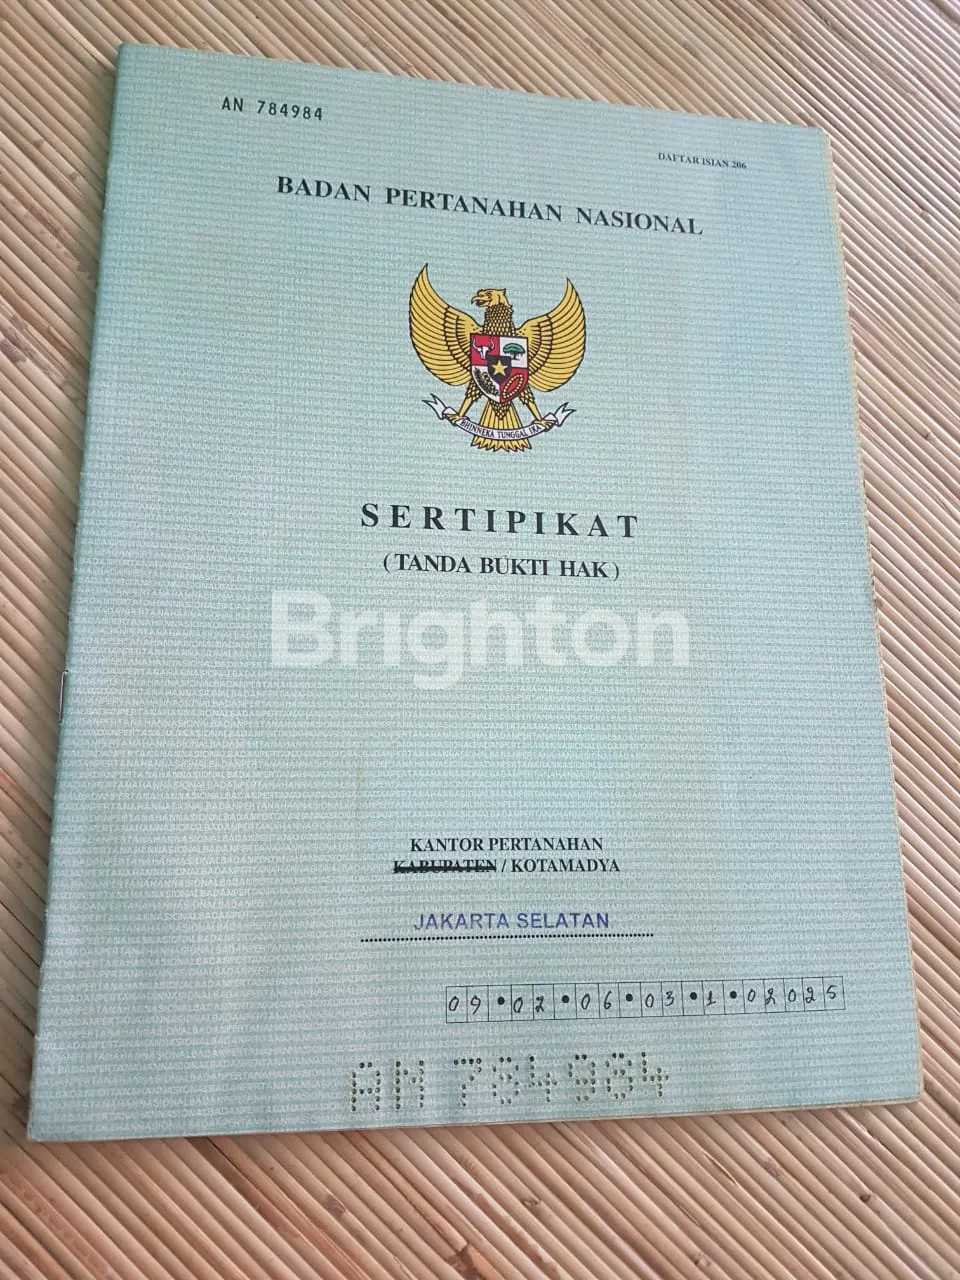 AN 784984
DAFTAR ISIAN 206
BADAN PERTANAHAN NASIONAL
BHINNEKA TUNGGAL IKA
SERTIPIKAT
(TANDA BUKTI HAK)
Brighton
KANTOR PERTANAHAN
KABUPATEN / KOTAMADYA
JAKARTA SELATAN
09.02.06.03.1.02025
AN 784984